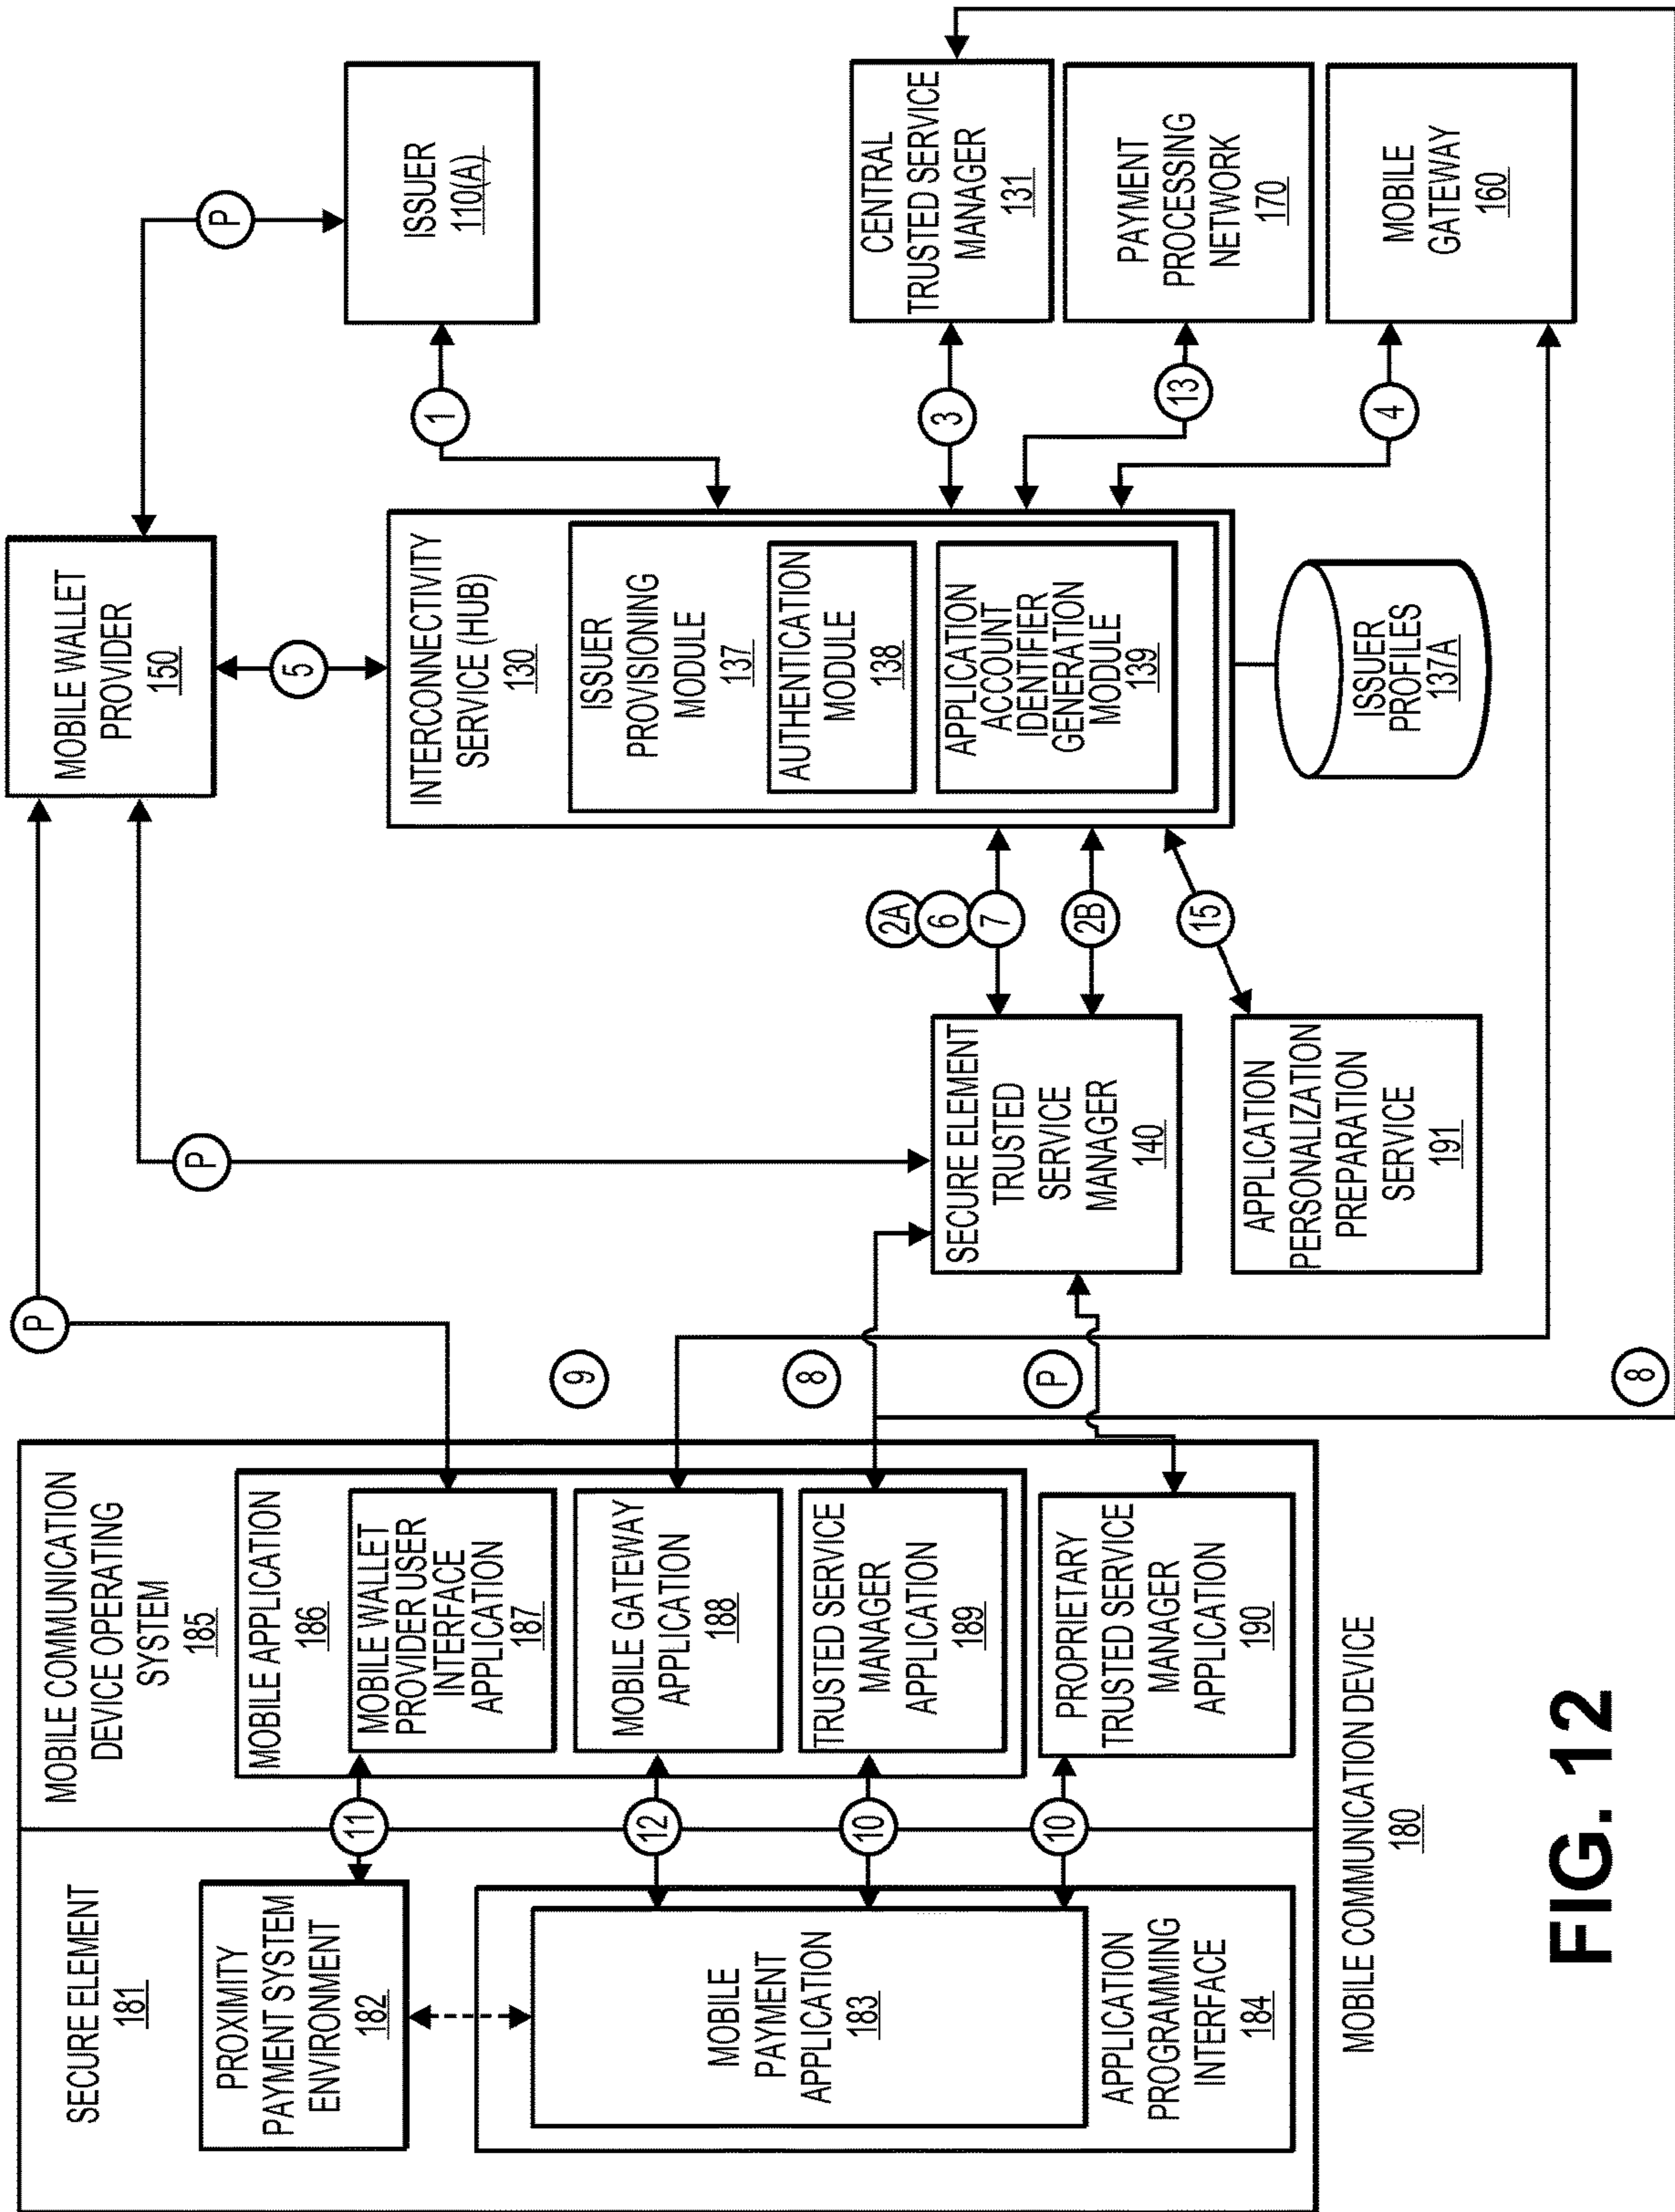 MOBILE WALLET
PROVIDER
150
P
ISSUER
110(A)
P
P
5
1
INTERCONNECTIVITY
SERVICE (HUB)
130
ISSUER
PROVISIONING
MODULE
137
AUTHENTICATION
MODULE
138
APPLICATION
ACCOUNT
IDENTIFIER
GENERATION
MODULE
139
ISSUER
PROFILES
137A
3
13
4
CENTRAL
TRUSTED SERVICE
MANAGER
131
PAYMENT
PROCESSING
NETWORK
170
MOBILE
GATEWAY
160
2A
6
7
2B
15
SECURE ELEMENT
TRUSTED
SERVICE
MANAGER
140
APPLICATION
PERSONALIZATION
PREPARATION
SERVICE
191
9
8
P
8
MOBILE COMMUNICATION
DEVICE OPERATING
SYSTEM
185
MOBILE APPLICATION
186
MOBILE WALLET
PROVIDER USER
INTERFACE
APPLICATION
187
MOBILE GATEWAY
APPLICATION
188
TRUSTED SERVICE
MANAGER
APPLICATION
189
PROPRIETARY
TRUSTED SERVICE
MANAGER
APPLICATION
190
11
12
10
10
SECURE ELEMENT
181
PROXIMITY
PAYMENT SYSTEM
ENVIRONMENT
182
MOBILE
PAYMENT
APPLICATION
183
APPLICATION
PROGRAMMING
INTERFACE
184
MOBILE COMMUNICATION DEVICE
180
FIG. 12